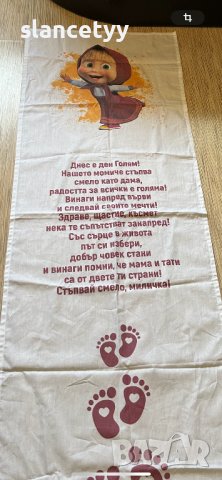 slancetyy
Днес е ден Голям!
Нашето момиче стъпва
смело като дама,
радостта за всички е голяма!
Винаги напред върви
и следвай своите мечти!
Здраве, щастие, късмет
нека те съпътстват занапред!
Със сърце в живота
път си избери,
добър човек стани
и винаги помни, че мама и тати
са от двете ти страни!
Стъпвай смело, миличка!
BAZAR